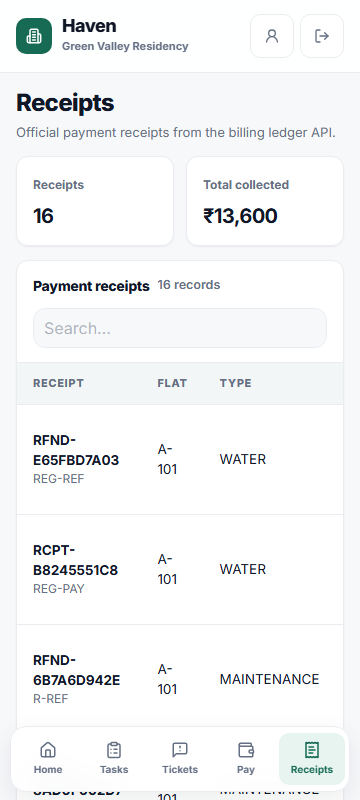 Haven
Green Valley Residency
Receipts
Official payment receipts from the billing ledger API.
Receipts
Total collected
16
₹13,600
Payment receipts 16 records
Search...
RECEIPT FLAT TYPE
RFND-
E65FBD7A03
REG-REF
A-
101
WATER
RCPT-
B8245551C8
REG-PAY
A-
101
WATER
RFND-
6B7A6D942E
R-REF
A-
101
MAINTENANCE
Home
Tasks
Tickets
Pay
Receipts
101